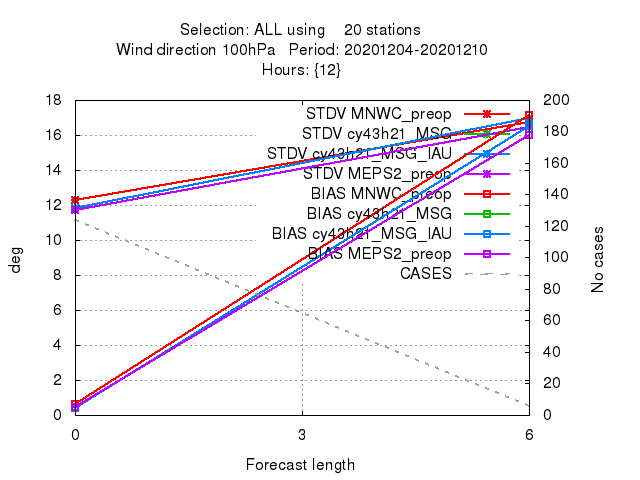 Selection: ALL using 20 stations
Wind direction 100hPa Period: 20201204-20201210
Hours: {12}
18 200
16 180
14 160
12 140
10 120
8 100
6 80
4 60
2 40
0 20
0
STDV MNWC_preop
STDV cy43h21_MSG
STDV cy43h21_MSG_IAU
STDV MEPS2_preop
BIAS MNWC_preop
BIAS cy43h21_MSG
BIAS cy43h21_MSG_IAU
BIAS MEPS2_preop
CASES
deg
No cases
0 3 6
Forecast length